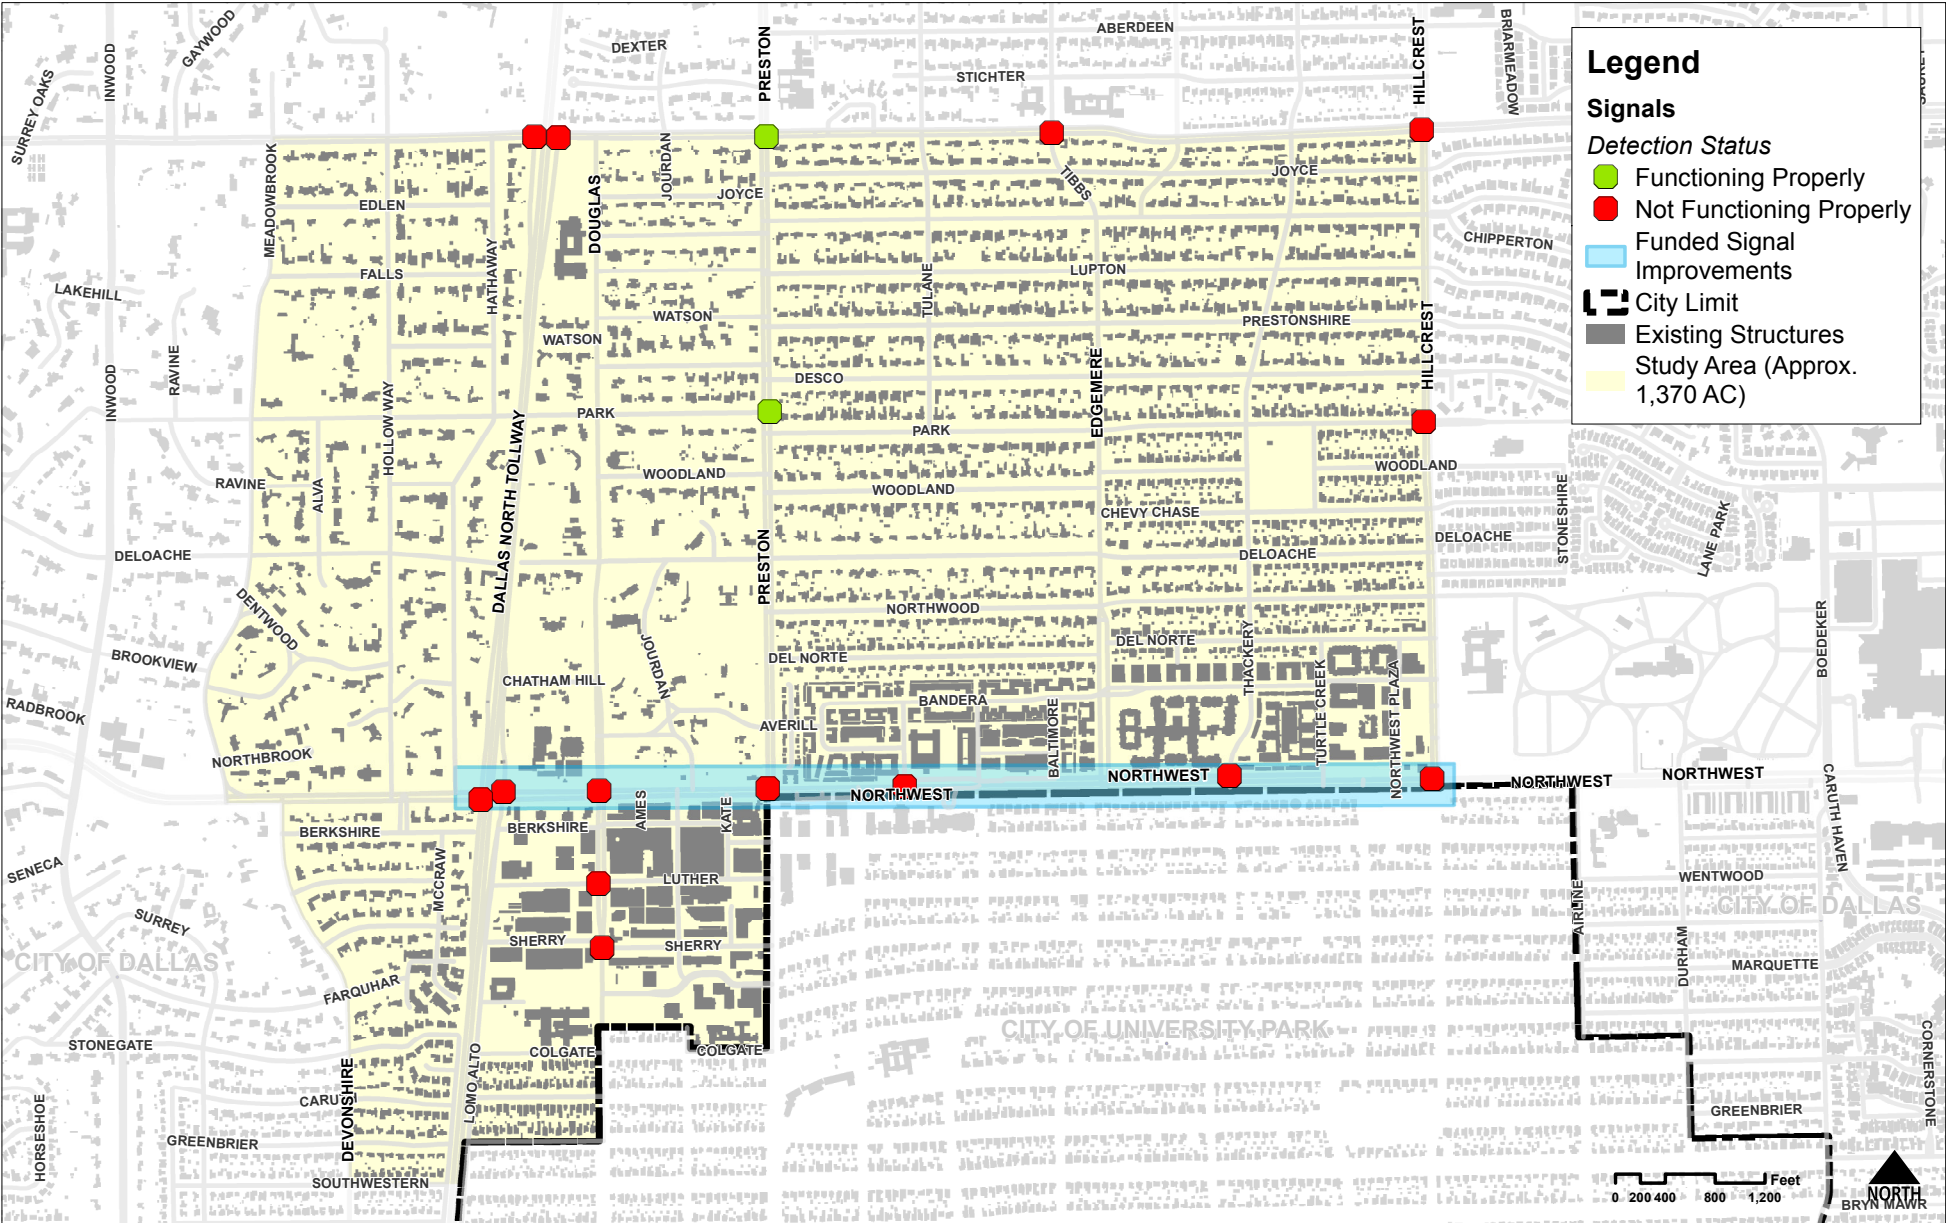 Legend
Signals
Detection Status
Functioning Properly
Not Functioning Properly
Funded Signal
Improvements
City Limit
Existing Structures
Study Area (Approx.
1,370 AC)
SURREY OAKS
INWOOD
GAYWOOD
DEXTER
PRESTON
ABERDEEN
STICHTER
HILLCREST
BRIARMEADOW
MEADOWBROOK
EDLEN
HATHAWAY
DOUGLAS
JOURDAN
JOYCE
TIBBS
JOYCE
CHIPPERTON
FALLS
LUPTON
LAKEHILL
TULANE
WATSON
PRESTONSHIRE
WATSON
RAVINE
INWOOD
HOLLOW WAY
DESCO
EDGEMERE
HILLCREST
PARK
PARK
DALLAS NORTH TOLLWAY
WOODLAND
WOODLAND
WOODLAND
RAVINE
ALVA
CHEVY CHASE
STONESHIRE
LANE PARK
DELOACHE
DELOACHE
DELOACHE
PRESTON
DENTWOOD
NORTHWOOD
BOEDEKER
BROOKVIEW
JOURDAN
DEL NORTE
DEL NORTE
THACKERY
TURTLE CREEK
NORTHWEST PLAZA
CHATHAM HILL
RADBROOK
BANDERA
AVERILL
BALTIMORE
NORTHBROOK
NORTHWEST
NORTHWEST
NORTHWEST
NORTHWEST
BERKSHIRE
BERKSHIRE
AMES
KATE
CARUTH HAVEN
SENECA
MCCRAW
LUTHER
WENTWOOD
AIRLINE
CITY OF DALLAS
SURREY
SHERRY
SHERRY
DURHAM
CITY OF DALLAS
MARQUETTE
FARQUHAR
CITY OF UNIVERSITY PARK
STONEGATE
COLGATE
COLGATE
CORNERSTONE
LOMO ALTO
DEVONSHIRE
CARU
HORSESHOE
GREENBRIER
GREENBRIER
SOUTHWESTERN
Feet
0 200 400 800 1,200
NORTH
BRYN MAWR